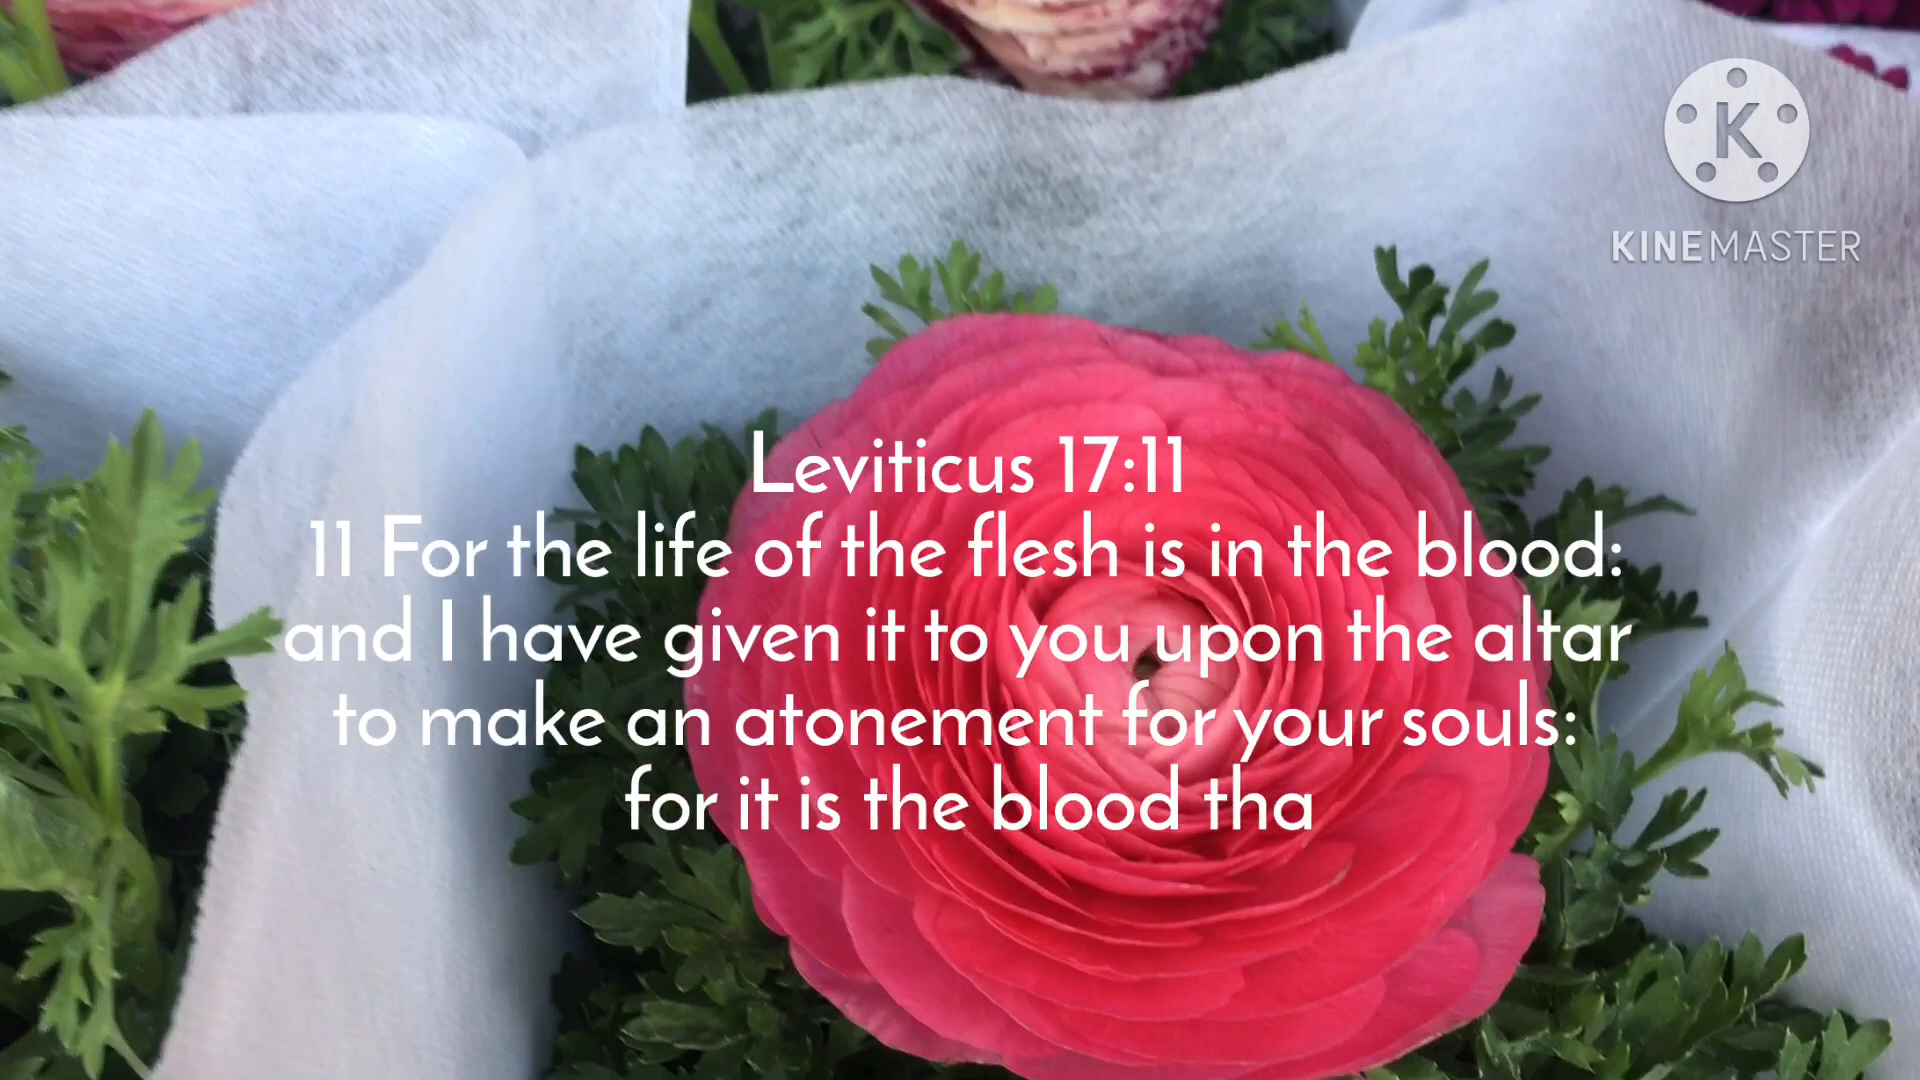 K
KINEMASTER
Leviticus 17:11
11 For the life of the flesh is in the blood:
and I have given it to you upon the altar
to make an atonement for your souls:
for it is the blood tha